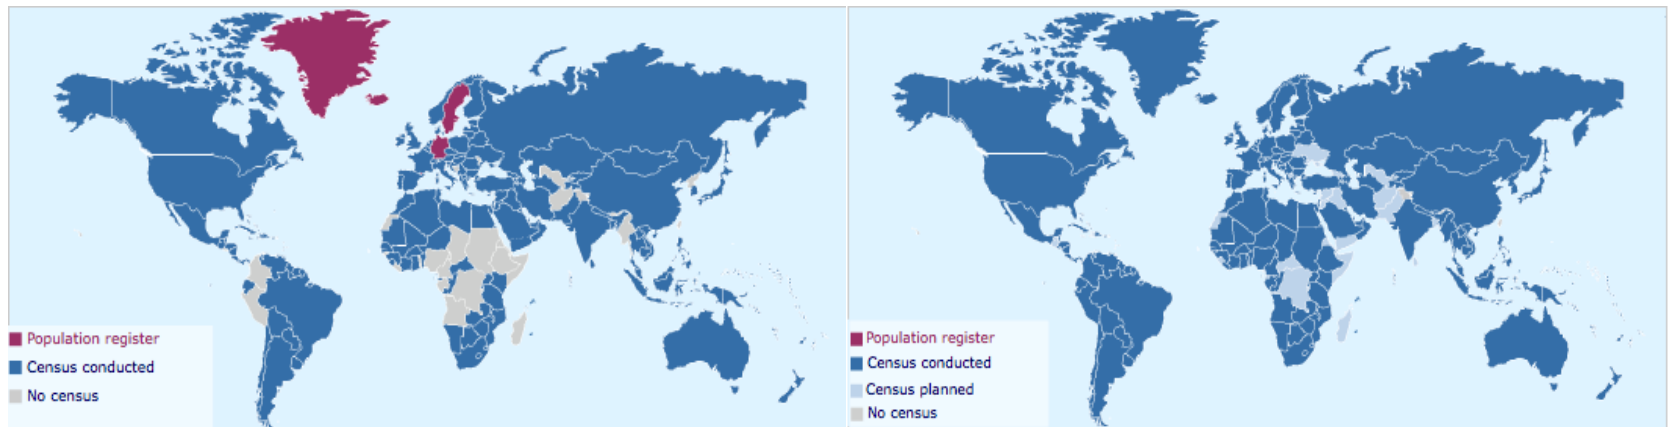 Population register
Census conducted
No census
Population register
Census conducted
Census planned
No census